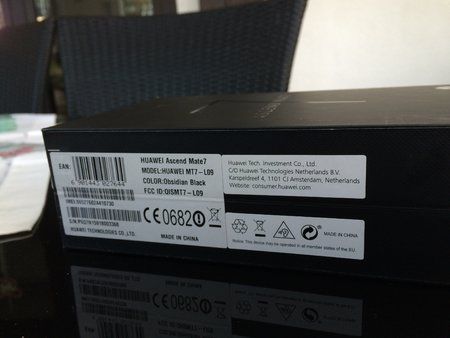 EAN:
6 901443 027644
HUAWEI Ascend Mate7
MODEL:HUAWEI MT7-L09
COLOR:Obsidian Black
FCC ID:QISMT7-L09
CE0682
HUAWEI TECHNOLOGIES CO.,LTD.
MADE IN CHINA
Huawei Tech. Investment Co., Ltd.
C/O Huawei Technologies Netherlands B.V.
Karspeldreef 4, 1101 CJ Amsterdam, Netherlands
Website: consumer.huawei.com
MADE IN CHINA
Notice: This device may be operated in all member states of the EU.